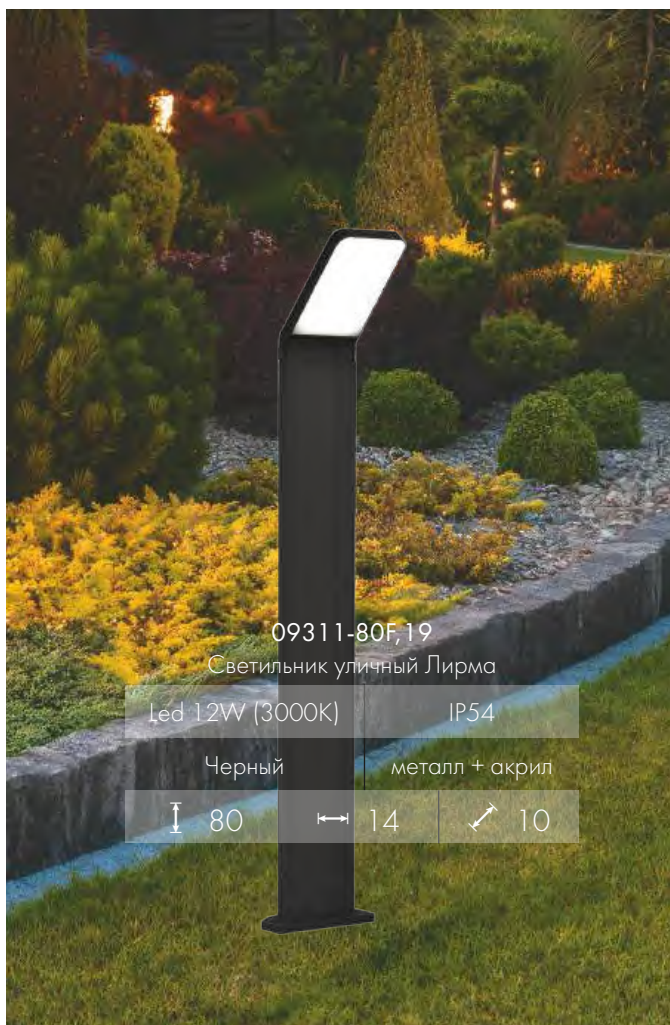 09311-80F,19
Светильник уличный Лирма
Led 12W (3000K) IP54
Черный металл + акрил
80 14 10